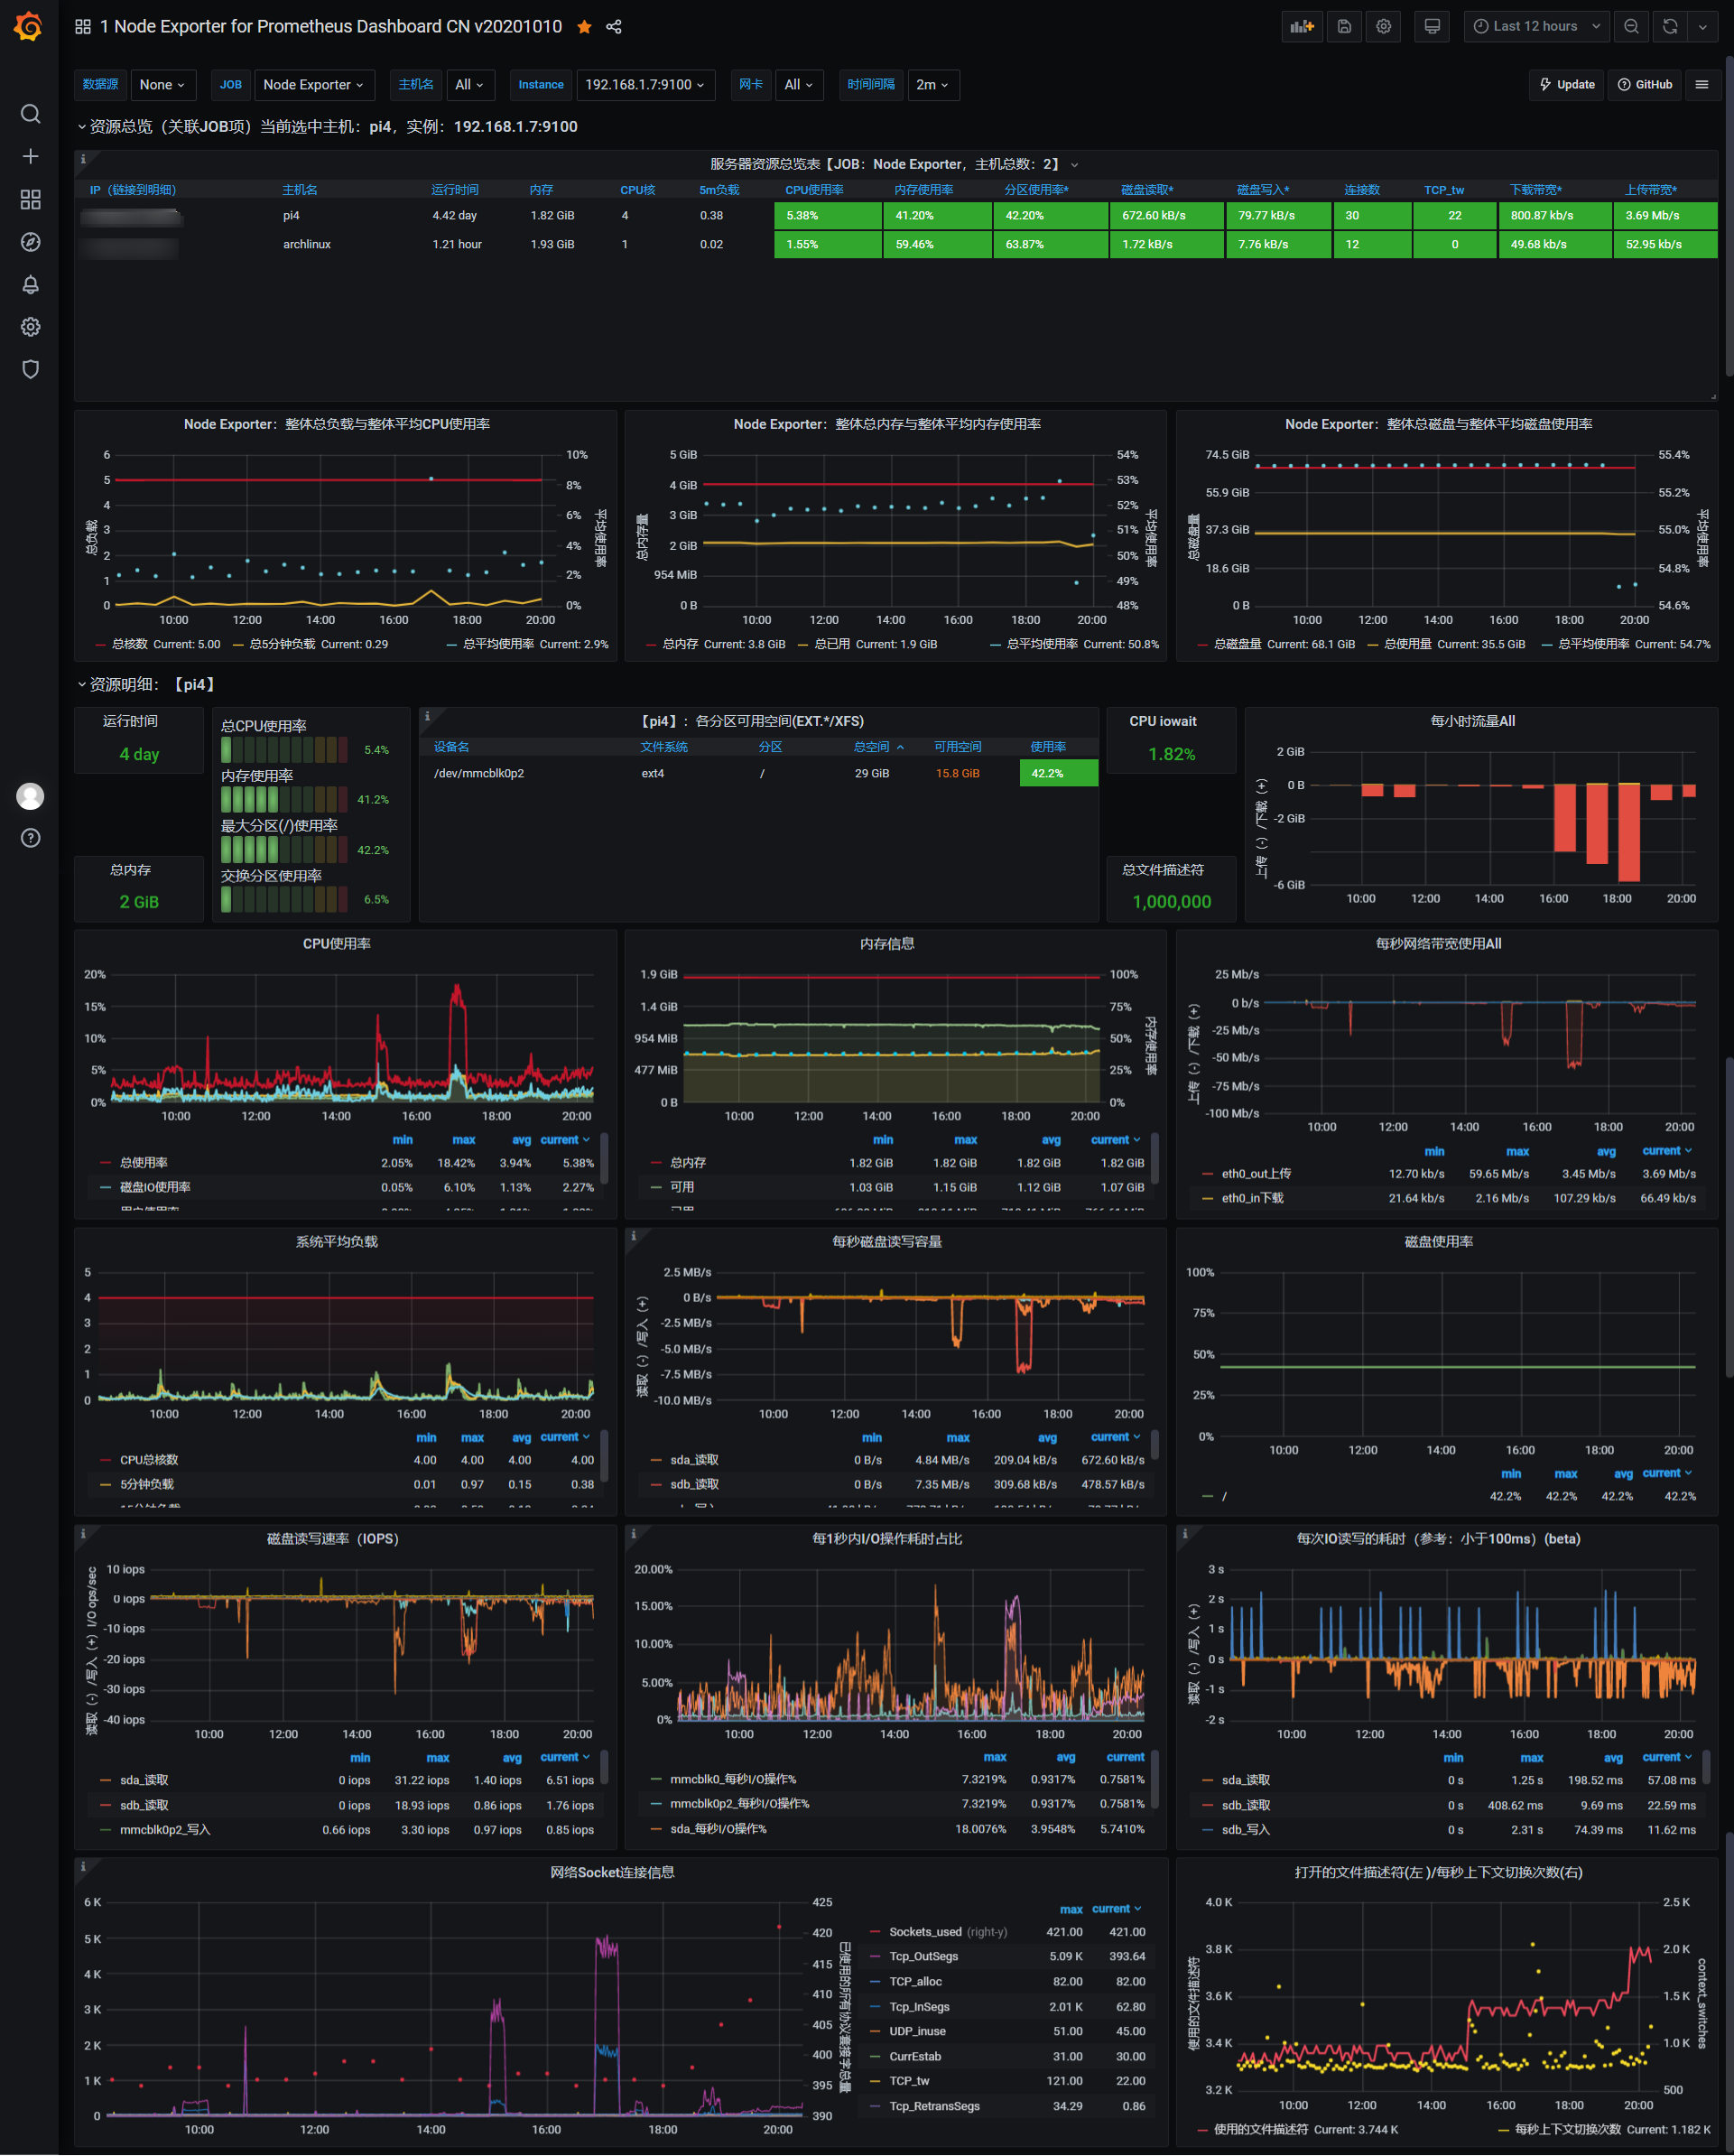 1 Node Exporter for Prometheus Dashboard CN v20201010
Last 12 hours
数据源 None JOB Node Exporter 主机名 All Instance 192.168.1.7:9100 网卡 All 时间间隔 2m Update GitHub
资源总览（关联JOB项）当前选中主机：pi4，实例：192.168.1.7:9100
服务器资源总览表【JOB：Node Exporter，主机总数：2】
IP（链接到明细） 主机名 运行时间 内存 CPU核 5m负载 CPU使用率 内存使用率 分区使用率* 磁盘读取* 磁盘写入* 连接数 TCP_tw 下载带宽* 上传带宽*
pi4 4.42 day 1.82 GiB 4 0.38 5.38% 41.20% 42.20% 672.60 kB/s 79.77 kB/s 30 22 800.87 kb/s 3.69 Mb/s
archlinux 1.21 hour 1.93 GiB 1 0.02 1.55% 59.46% 63.87% 1.72 kB/s 7.76 kB/s 12 0 49.68 kb/s 52.95 kb/s
Node Exporter：整体总负载与整体平均CPU使用率
总负载
6
5
4
3
2
1
0
10%
8%
6%
4%
2%
0%
整体平均使用率
10:00 12:00 14:00 16:00 18:00 20:00
总核数 Current: 5.00 总5分钟负载 Current: 0.29 总平均使用率 Current: 2.9%
Node Exporter：整体总内存与整体平均内存使用率
总内存量
5 GiB
4 GiB
3 GiB
2 GiB
954 MiB
0 B
54%
53%
52%
51%
50%
49%
48%
整体平均使用率
10:00 12:00 14:00 16:00 18:00 20:00
总内存 Current: 3.8 GiB 总已用 Current: 1.9 GiB 总平均使用率 Current: 50.8%
Node Exporter：整体总磁盘与整体平均磁盘使用率
总磁盘量
74.5 GiB
55.9 GiB
37.3 GiB
18.6 GiB
0 B
55.4%
55.2%
55.0%
54.8%
54.6%
整体平均使用率
10:00 12:00 14:00 16:00 18:00 20:00
总磁盘量 Current: 68.1 GiB 总使用量 Current: 35.5 GiB 总平均使用率 Current: 54.7%
资源明细：【pi4】
运行时间
4 day
总内存
2 GiB
总CPU使用率
5.4%
内存使用率
41.2%
最大分区(/)使用率
42.2%
交换分区使用率
6.5%
【pi4】：各分区可用空间(EXT.*/XFS)
设备名 文件系统 分区 总空间 可用空间 使用率
/dev/mmcblk0p2 ext4 / 29 GiB 15.8 GiB 42.2%
CPU iowait
1.82%
总文件描述符
1,000,000
每小时流量All
上传（-）/下载（+）
2 GiB
0 B
-2 GiB
-6 GiB
10:00 12:00 14:00 16:00 18:00 20:00
CPU使用率
20%
15%
10%
5%
0%
10:00 12:00 14:00 16:00 18:00 20:00
min max avg current
总使用率 2.05% 18.42% 3.94% 5.38%
磁盘IO使用率 0.05% 6.10% 1.13% 2.27%
内存信息
1.9 GiB
1.4 GiB
954 MiB
477 MiB
0 B
100%
75%
50%
25%
0%
内存使用率
10:00 12:00 14:00 16:00 18:00 20:00
min max avg current
总内存 1.82 GiB 1.82 GiB 1.82 GiB 1.82 GiB
可用 1.03 GiB 1.15 GiB 1.12 GiB 1.07 GiB
每秒网络带宽使用All
上传（-）/下载（+）
25 Mb/s
0 b/s
-25 Mb/s
-50 Mb/s
-75 Mb/s
-100 Mb/s
10:00 12:00 14:00 16:00 18:00 20:00
min max avg current
eth0_out上传 12.70 kb/s 59.65 Mb/s 3.45 Mb/s 3.69 Mb/s
eth0_in下载 21.64 kb/s 2.16 Mb/s 107.29 kb/s 66.49 kb/s
系统平均负载
5
4
3
2
1
0
10:00 12:00 14:00 16:00 18:00 20:00
min max avg current
CPU总核数 4.00 4.00 4.00 4.00
5分钟负载 0.01 0.97 0.15 0.38
每秒磁盘读写容量
读取（-）/写入（+）
2.5 MB/s
0 B/s
-2.5 MB/s
-5.0 MB/s
-7.5 MB/s
-10.0 MB/s
10:00 12:00 14:00 16:00 18:00 20:00
min max avg current
sda_读取 0 B/s 4.84 MB/s 209.04 kB/s 672.60 kB/s
sdb_读取 0 B/s 7.35 MB/s 309.68 kB/s 478.57 kB/s
磁盘使用率
100%
75%
50%
25%
0%
10:00 12:00 14:00 16:00 18:00 20:00
min max avg current
/ 42.2% 42.2% 42.2% 42.2%
磁盘读写速率（IOPS）
读取（-）/写入（+）I/O ops/sec
10 iops
0 iops
-10 iops
-20 iops
-30 iops
-40 iops
10:00 12:00 14:00 16:00 18:00 20:00
min max avg current
sda_读取 0 iops 31.22 iops 1.40 iops 6.51 iops
sdb_读取 0 iops 18.93 iops 0.86 iops 1.76 iops
mmcblk0p2_写入 0.66 iops 3.30 iops 0.97 iops 0.85 iops
每1秒内I/O操作耗时占比
20.00%
15.00%
10.00%
5.00%
0%
10:00 12:00 14:00 16:00 18:00 20:00
max avg current
mmcblk0_每秒I/O操作% 7.3219% 0.9317% 0.7581%
mmcblk0p2_每秒I/O操作% 7.3219% 0.9317% 0.7581%
sda_每秒I/O操作% 18.0076% 3.9548% 5.7410%
每次IO读写的耗时（参考：小于100ms）(beta)
读取（-）/写入（+）
3 s
2 s
1 s
0 s
-1 s
-2 s
10:00 12:00 14:00 16:00 18:00 20:00
min max avg current
sda_读取 0 s 1.25 s 198.52 ms 57.08 ms
sdb_读取 0 s 408.62 ms 9.69 ms 22.59 ms
sdb_写入 0 s 2.31 s 74.39 ms 11.62 ms
网络Socket连接信息
6 K
5 K
4 K
3 K
2 K
1 K
0
425
420
415
410
405
400
395
390
已使用的所有协议套接字总量
10:00 12:00 14:00 16:00 18:00 20:00
max current
Sockets_used (right-y) 421.00 421.00
Tcp_OutSegs 5.09 K 393.64
TCP_alloc 82.00 82.00
Tcp_InSegs 2.01 K 62.80
UDP_inuse 51.00 45.00
CurrEstab 31.00 30.00
TCP_tw 121.00 22.00
Tcp_RetransSegs 34.29 0.86
打开的文件描述符(左 )/每秒上下文切换次数(右)
使用的文件描述符
4.0 K
3.8 K
3.6 K
3.4 K
3.2 K
2.5 K
2.0 K
1.5 K
1.0 K
500
context_switches
10:00 12:00 14:00 16:00 18:00 20:00
使用的文件描述符 Current: 3.744 K 每秒上下文切换次数 Current: 1.182 K